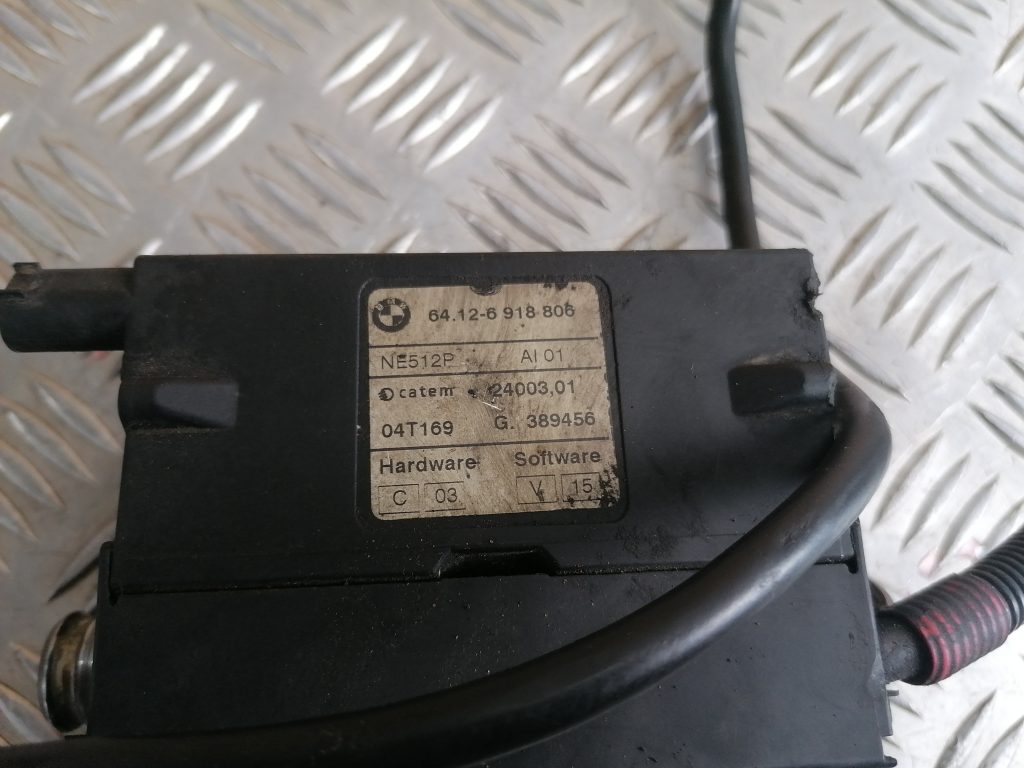 64.12-6 918 806
NE512P AI 01
catem 24003,01
04T169 G. 389456
Hardware Software
C 03 V 15